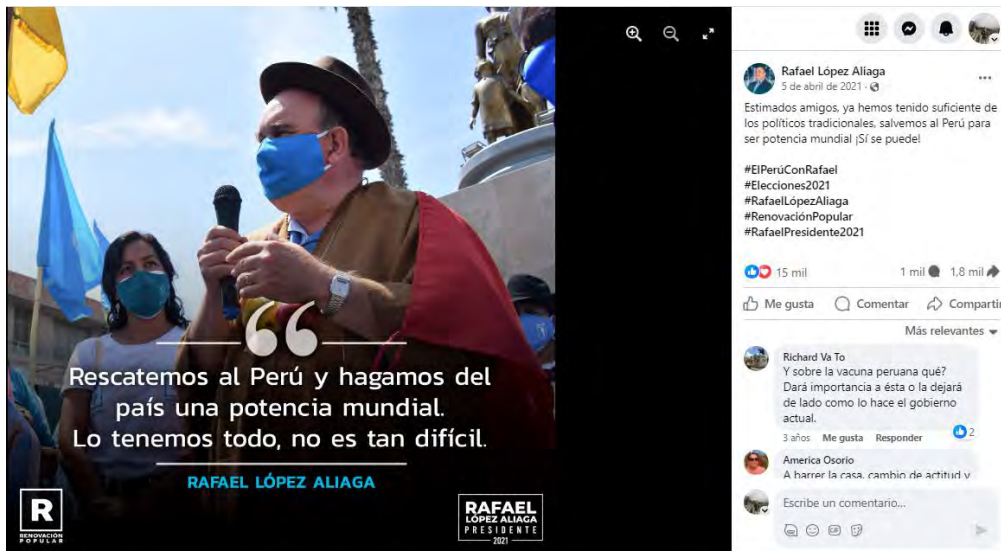 Rescatemos al Perú y hagamos del
país una potencia mundial.
Lo tenemos todo, no es tan difícil.
RAFAEL LÓPEZ ALIAGA
R
RENOVACIÓN
POPULAR
RAFAEL
LÓPEZ ALIAGA
PRESIDENTE
2021
Rafael López Aliaga
5 de abril de 2021
Estimados amigos, ya hemos tenido suficiente de
los políticos tradicionales, salvemos al Perú para
ser potencia mundial ¡Sí se puede!
#ElPerúConRafael
#Elecciones2021
#RafaelLópezAliaga
#RenovaciónPopular
#RafaelPresidente2021
15 mil 1 mil 1,8 mil
Me gusta Comentar Compartir
Más relevantes
Richard Va To
Y sobre la vacuna peruana qué?
Dará importancia a ésta o la dejará
de lado como lo hace el gobierno
actual.
3 años Me gusta Responder 2
America Osorio
A barrer la casa, cambio de actitud y
Escribe un comentario...
GIF